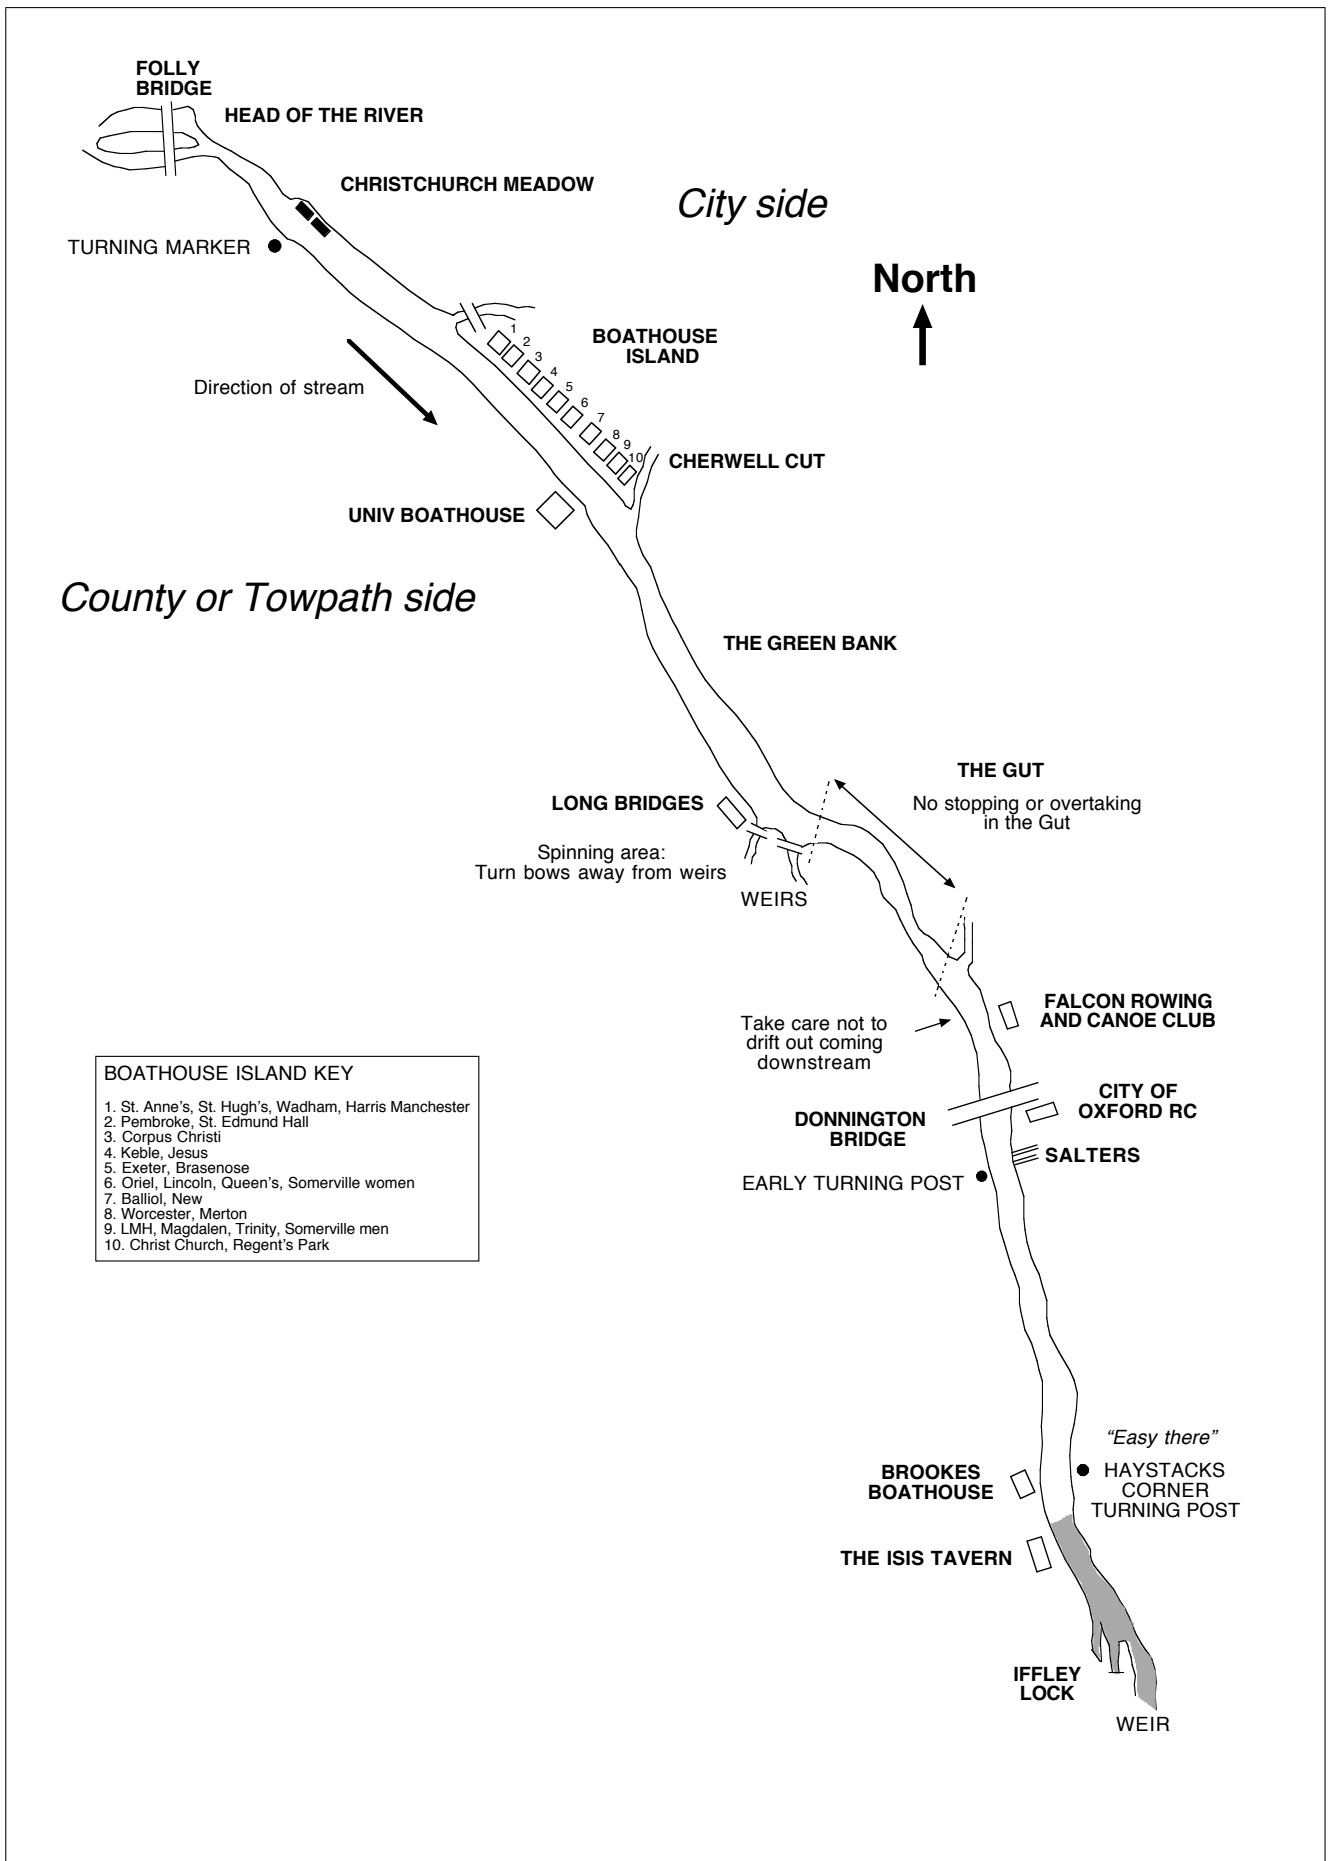 FOLLY
BRIDGE
HEAD OF THE RIVER
CHRISTCHURCH MEADOW
City side
TURNING MARKER
North
1
2
3
4
5
6
7
8
9
10
BOATHOUSE
ISLAND
Direction of stream
CHERWELL CUT
UNIV BOATHOUSE
County or Towpath side
THE GREEN BANK
THE GUT
No stopping or overtaking
in the Gut
LONG BRIDGES
Spinning area:
Turn bows away from weirs
WEIRS
FALCON ROWING
AND CANOE CLUB
Take care not to
drift out coming
downstream
CITY OF
OXFORD RC
DONNINGTON
BRIDGE
SALTERS
EARLY TURNING POST
BOATHOUSE ISLAND KEY
1. St. Anne's, St. Hugh's, Wadham, Harris Manchester
2. Pembroke, St. Edmund Hall
3. Corpus Christi
4. Keble, Jesus
5. Exeter, Brasenose
6. Oriel, Lincoln, Queen's, Somerville women
7. Balliol, New
8. Worcester, Merton
9. LMH, Magdalen, Trinity, Somerville men
10. Christ Church, Regent's Park
“Easy there”
HAYSTACKS
CORNER
TURNING POST
BROOKES
BOATHOUSE
THE ISIS TAVERN
IFFLEY
LOCK
WEIR